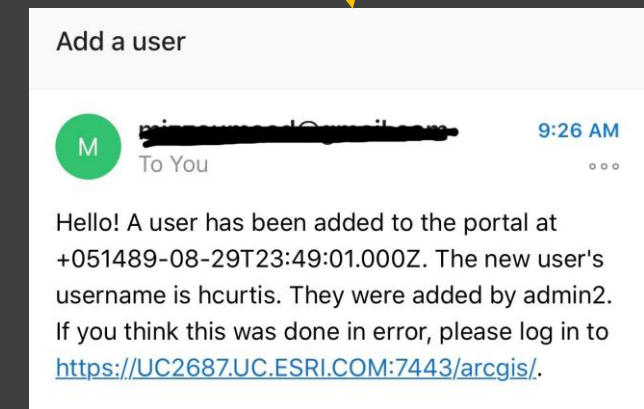 Add a user
M
9:26 AM
To You
Hello! A user has been added to the portal at
+051489-08-29T23:49:01.000Z. The new user's
username is hcurtis. They were added by admin2.
If you think this was done in error, please log in to
https://UC2687.UC.ESRI.COM:7443/arcgis/.